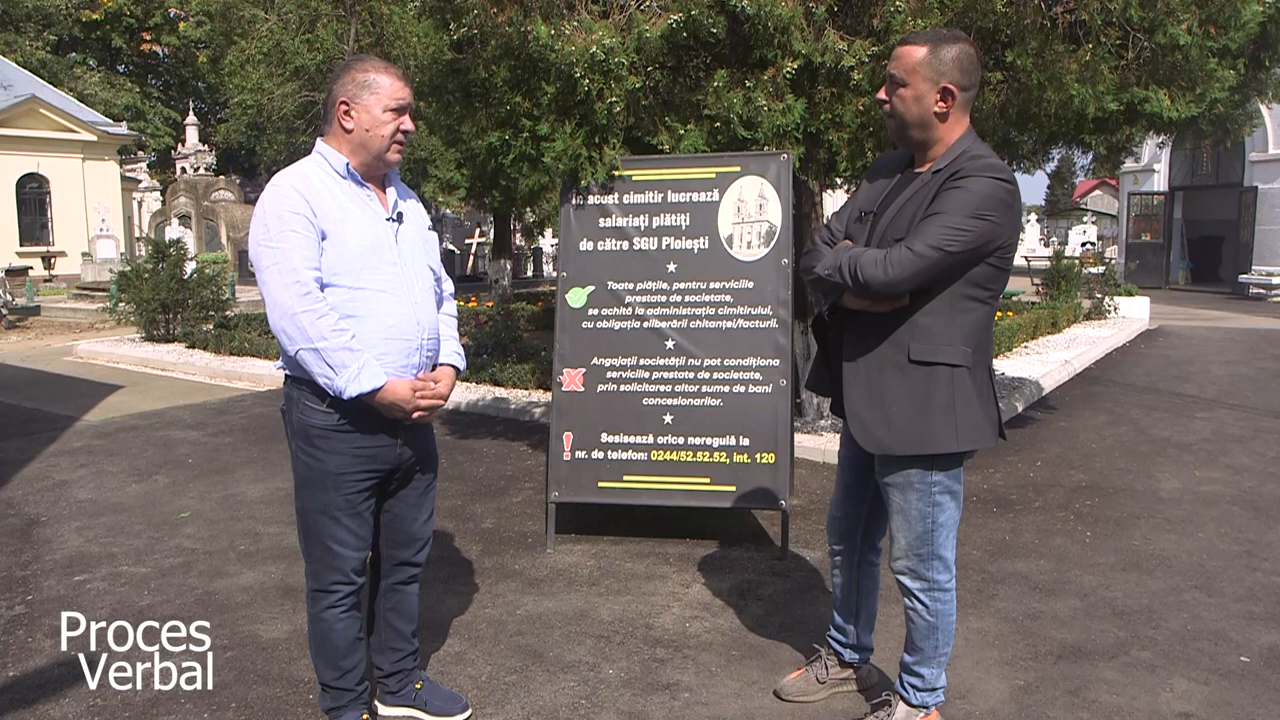 În acest cimitir lucrează
salariați plătiți
de către SGU Ploiești
Toate plățile, pentru serviciile
prestate de societate,
se achită la administrația cimitirului,
cu obligația eliberării chitanței/facturii.
Angajații societății nu pot condiționa
serviciile prestate de societate,
prin solicitarea altor sume de bani
concesionarilor.
Sesisează orice neregulă la
nr. de telefon: 0244/52.52.52, int. 120
Proces
Verbal